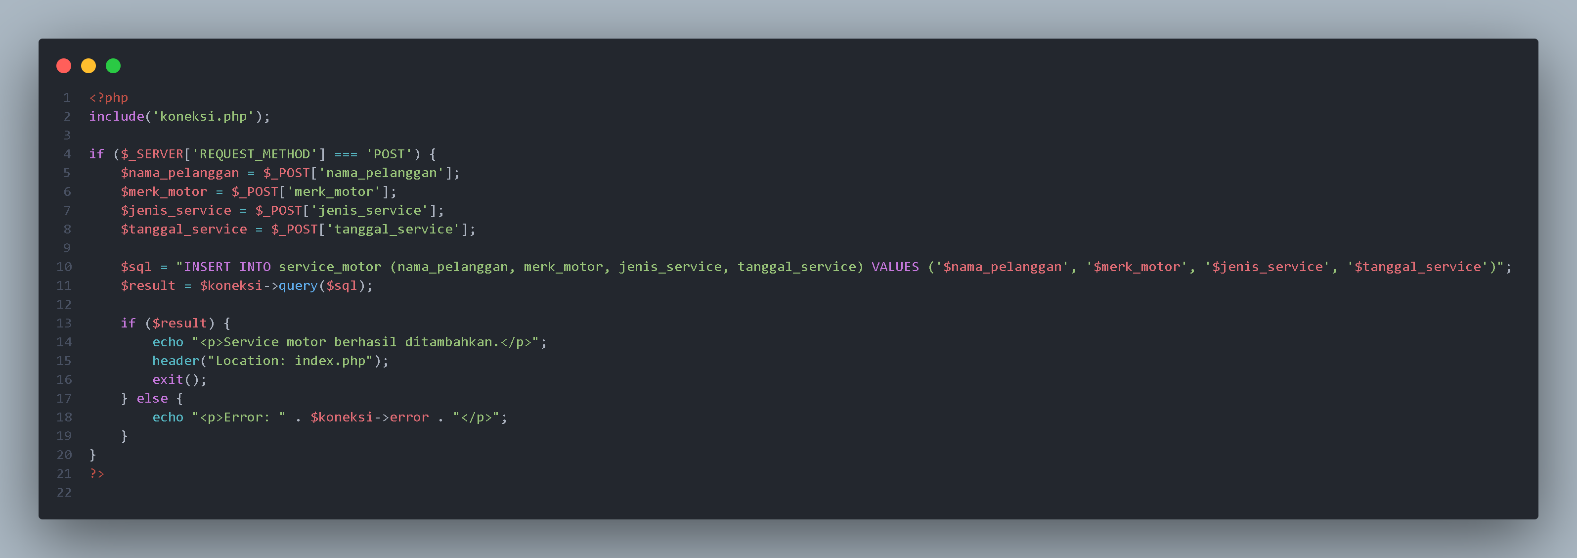 1 <?php
2 include('koneksi.php');
3
4 if ($_SERVER['REQUEST_METHOD'] === 'POST') {
5     $nama_pelanggan = $_POST['nama_pelanggan'];
6     $merk_motor = $_POST['merk_motor'];
7     $jenis_service = $_POST['jenis_service'];
8     $tanggal_service = $_POST['tanggal_service'];
9
10     $sql = "INSERT INTO service_motor (nama_pelanggan, merk_motor, jenis_service, tanggal_service) VALUES ('$nama_pelanggan', '$merk_motor', '$jenis_service', '$tanggal_service')";
11     $result = $koneksi->query($sql);
12
13     if ($result) {
14         echo "<p>Service motor berhasil ditambahkan.</p>";
15         header("Location: index.php");
16         exit();
17     } else {
18         echo "<p>Error: " . $koneksi->error . "</p>";
19     }
20 }
21 ?>
22